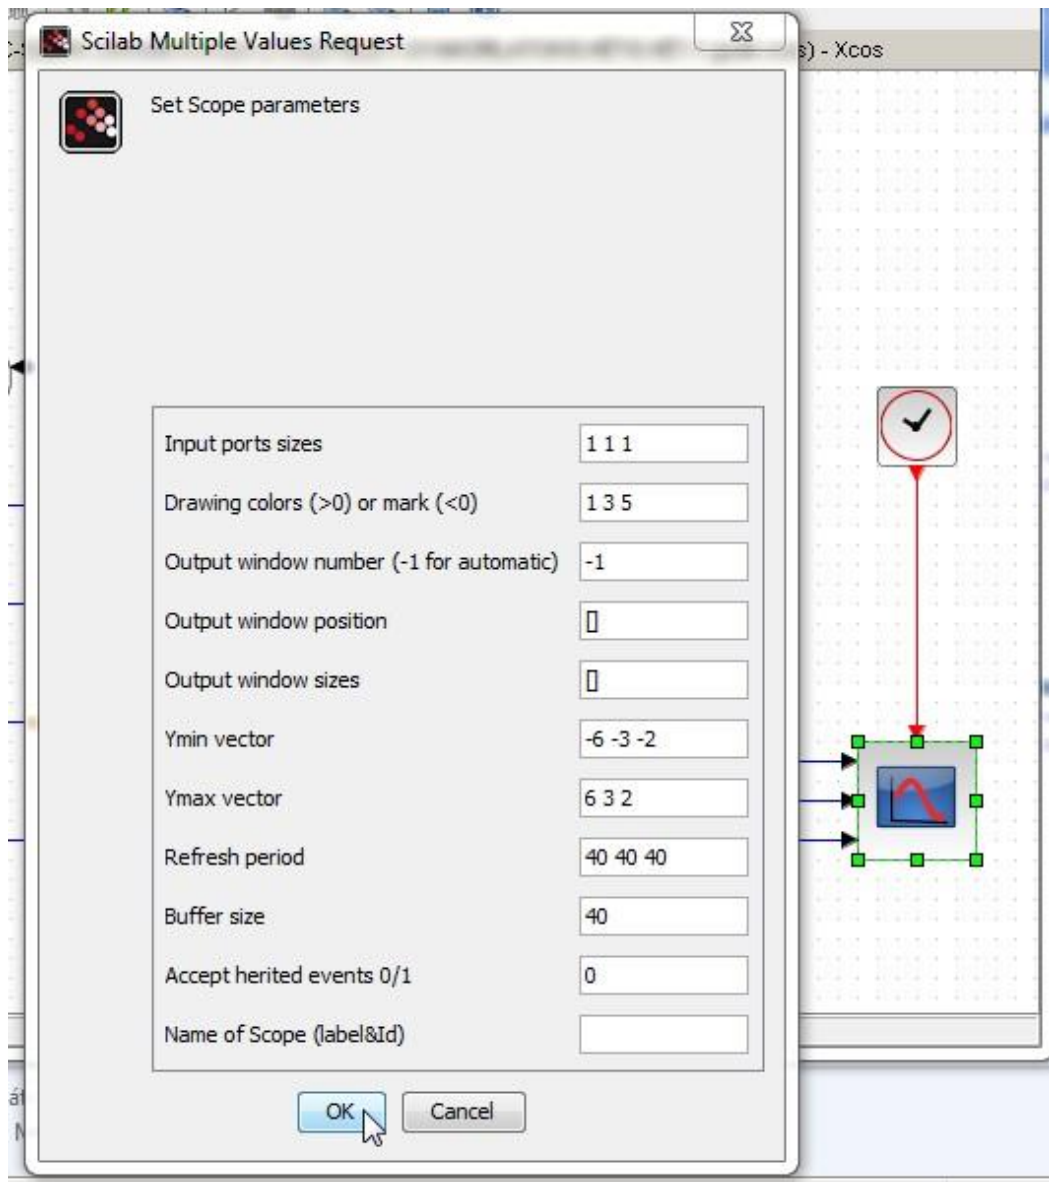 Scilab Multiple Values Request
s) - Xcos
Set Scope parameters
Input ports sizes
1 1 1
Drawing colors (>0) or mark (<0)
1 3 5
Output window number (-1 for automatic)
-1
Output window position
[]
Output window sizes
[]
Ymin vector
-6 -3 -2
Ymax vector
6 3 2
Refresh period
40 40 40
Buffer size
40
Accept herited events 0/1
0
Name of Scope (label&Id)
OK
Cancel